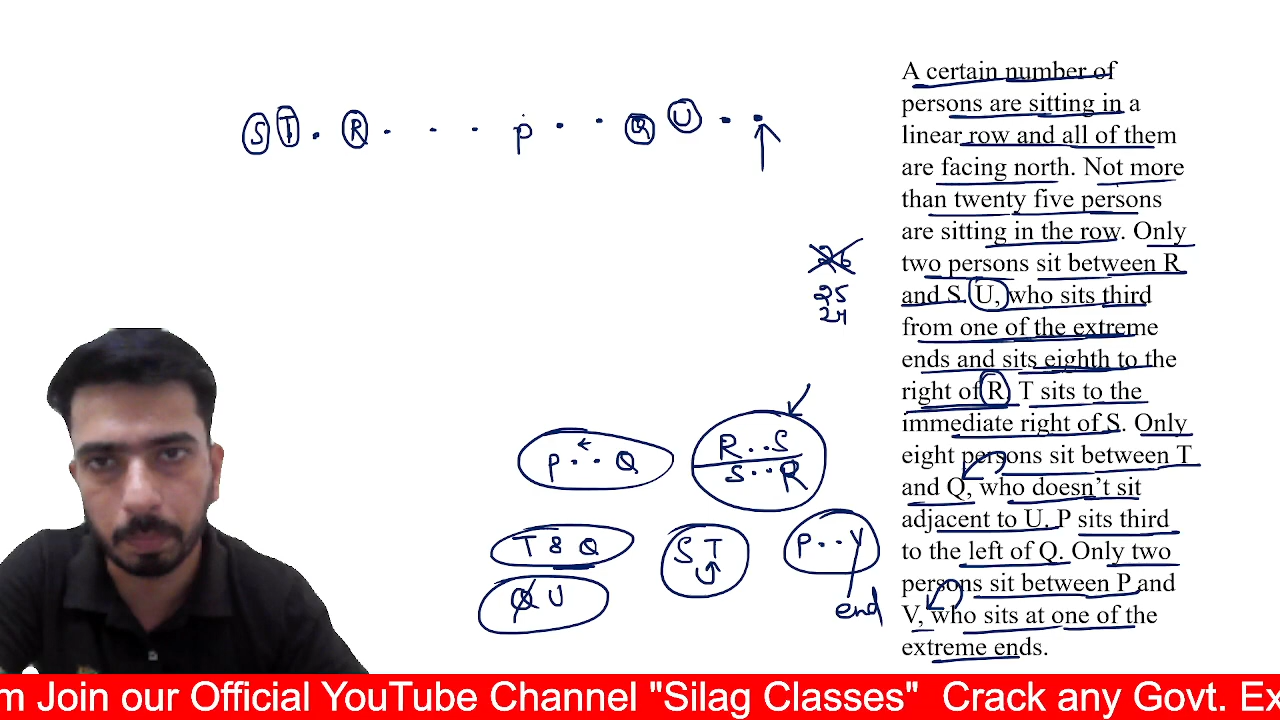 S T . R . . . . p . . Q U . .
A certain number of
persons are sitting in a
linear row and all of them
are facing north. Not more
than twenty five persons
are sitting in the row. Only
two persons sit between R
and S. U, who sits third
from one of the extreme
ends and sits eighth to the
right of R. T sits to the
immediate right of S. Only
eight persons sit between T
and Q, who doesn't sit
adjacent to U. P sits third
to the left of Q. Only two
persons sit between P and
V, who sits at one of the
extreme ends.
26
25
24
P . . Q
R . . S
S . . R
T 8 Q
S T
P . . V
Q U
end
m Join our Official YouTube Channel "Silag Classes" Crack any Govt. Ex